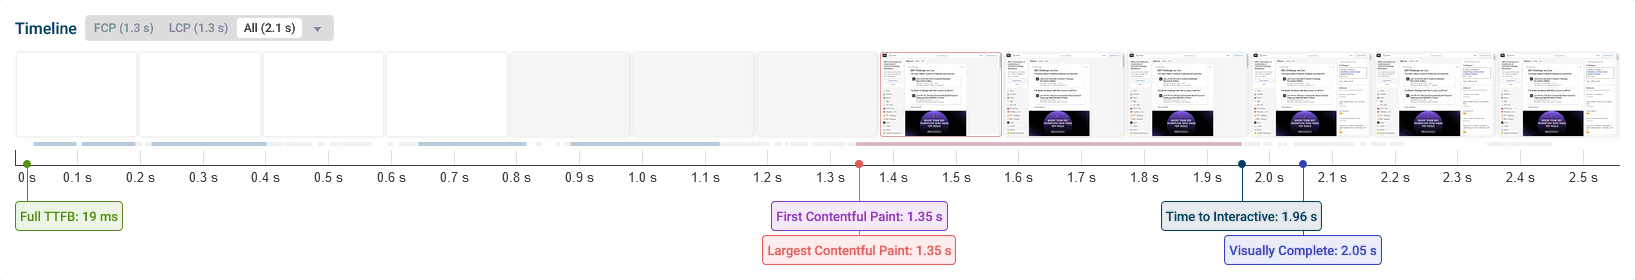 Timeline
FCP (1.3 s) LCP (1.3 s) All (2.1 s)
0 s 0.1 s 0.2 s 0.3 s 0.4 s 0.5 s 0.6 s 0.7 s 0.8 s 0.9 s 1.0 s 1.1 s 1.2 s 1.3 s 1.4 s 1.5 s 1.6 s 1.7 s 1.8 s 1.9 s 2.0 s 2.1 s 2.2 s 2.3 s 2.4 s 2.5 s
Full TTFB: 19 ms
First Contentful Paint: 1.35 s
Time to Interactive: 1.96 s
Largest Contentful Paint: 1.35 s
Visually Complete: 2.05 s